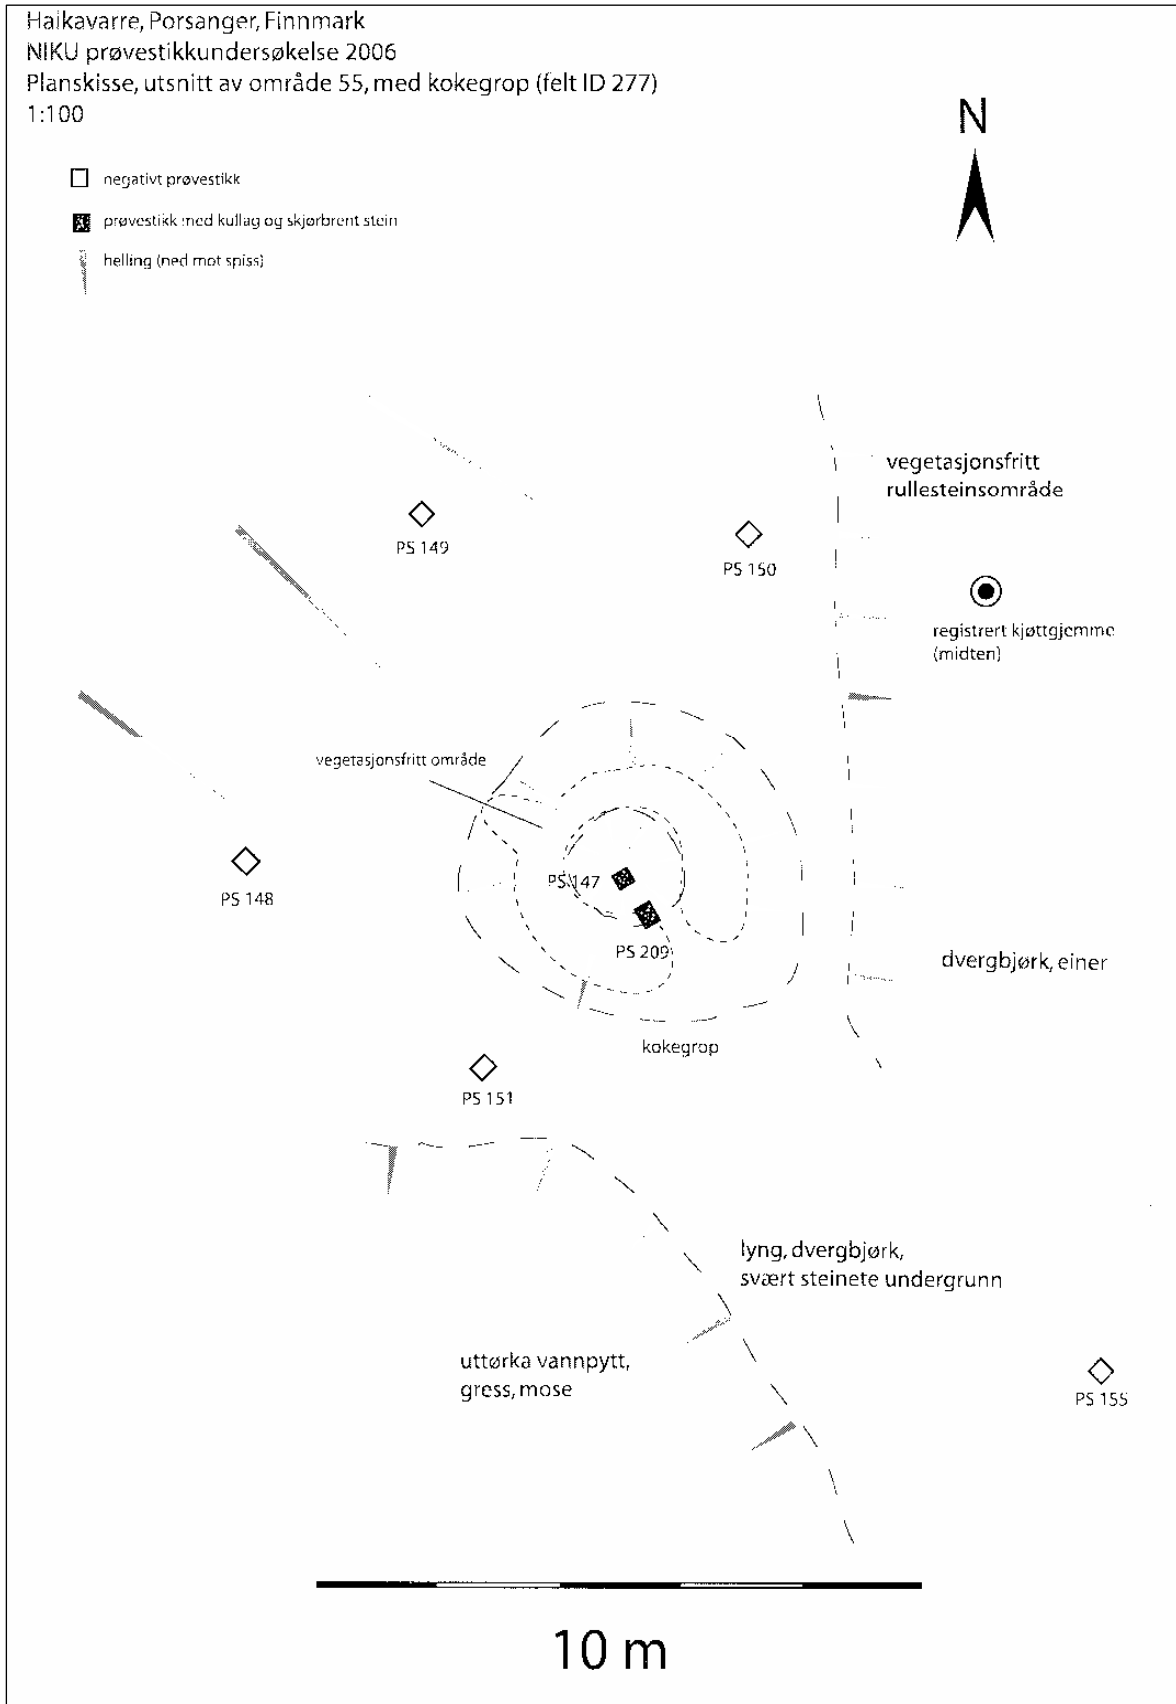 Halkavarre, Porsanger, Finnmark
NIKU prøvestikkundersøkelse 2006
Planskisse, utsnitt av område 55, med kokegrop (felt ID 277)
1:100
N
negativt prøvestikk
prøvestikk med kullag og skjørbrent stein
helling (ned mot spiss)
vegetasjonsfritt
rullesteinsområde
PS 149
PS 150
registrert kjøttgjemme
(midten)
vegetasjonsfritt område
PS 147
PS 148
PS 209
dvergbjørk, einer
kokegrop
PS 151
lyng, dvergbjørk,
svært steinete undergrunn
uttørka vannpytt,
gress, mose
PS 155
10 m